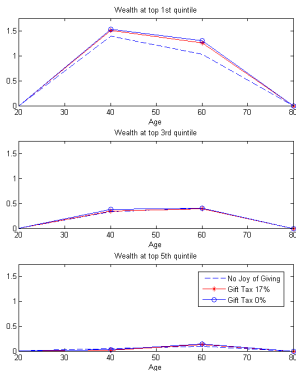 Wealth at top 1st quintile
1.5
1
0.5
0
20 30 40 50 60 70 80
Age
Wealth at top 3rd quintile
1.5
1
0.5
0
20 30 40 50 60 70 80
Age
Wealth at top 5th quintile
1.5
1
0.5
0
20 30 40 50 60 70 80
Age
No Joy of Giving
Gift Tax 17%
Gift Tax 0%